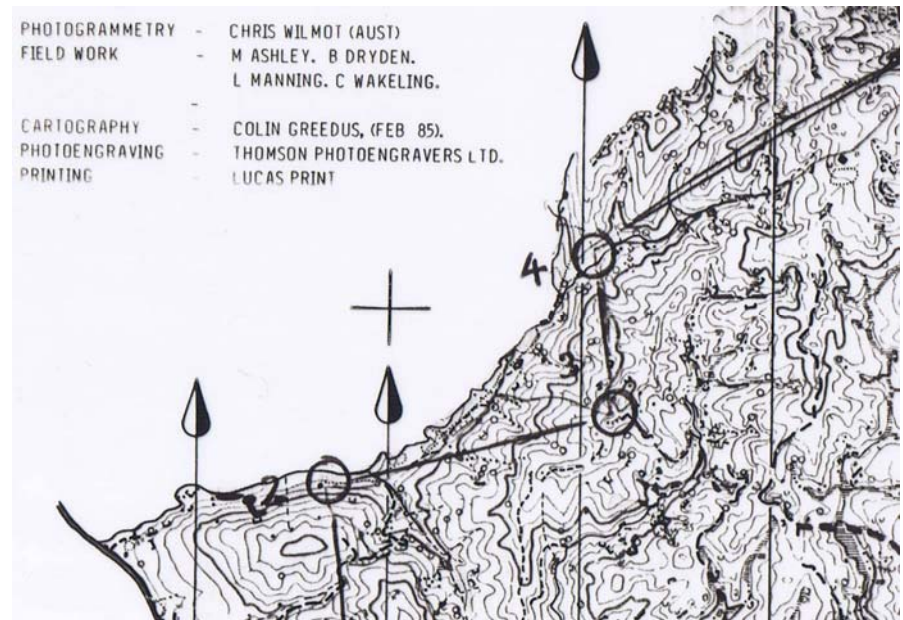 PHOTOGRAMMETRY - CHRIS WILMOT (AUST)
FIELD WORK - M ASHLEY. B DRYDEN.
L MANNING. C WAKELING.
-
CARTOGRAPHY - COLIN GREEDUS, (FEB 85).
PHOTOENGRAVING - THOMSON PHOTOENGRAVERS LTD.
PRINTING - LUCAS PRINT
4
3
2